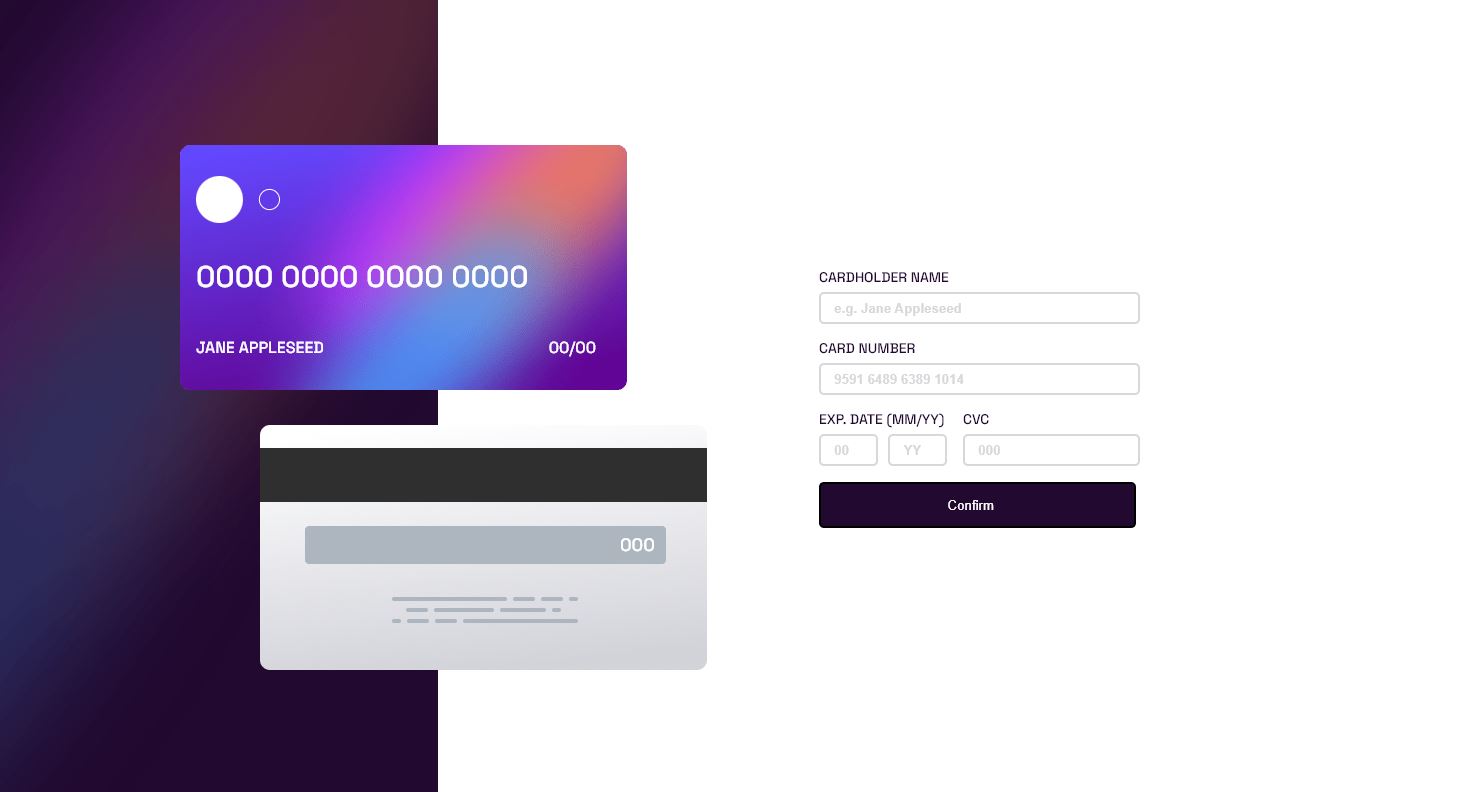 0000 0000 0000 0000
JANE APPLESEED 00/00
000
CARDHOLDER NAME
e.g. Jane Appleseed
CARD NUMBER
9591 6489 6389 1014
EXP. DATE (MM/YY) CVC
00 YY 000
Confirm